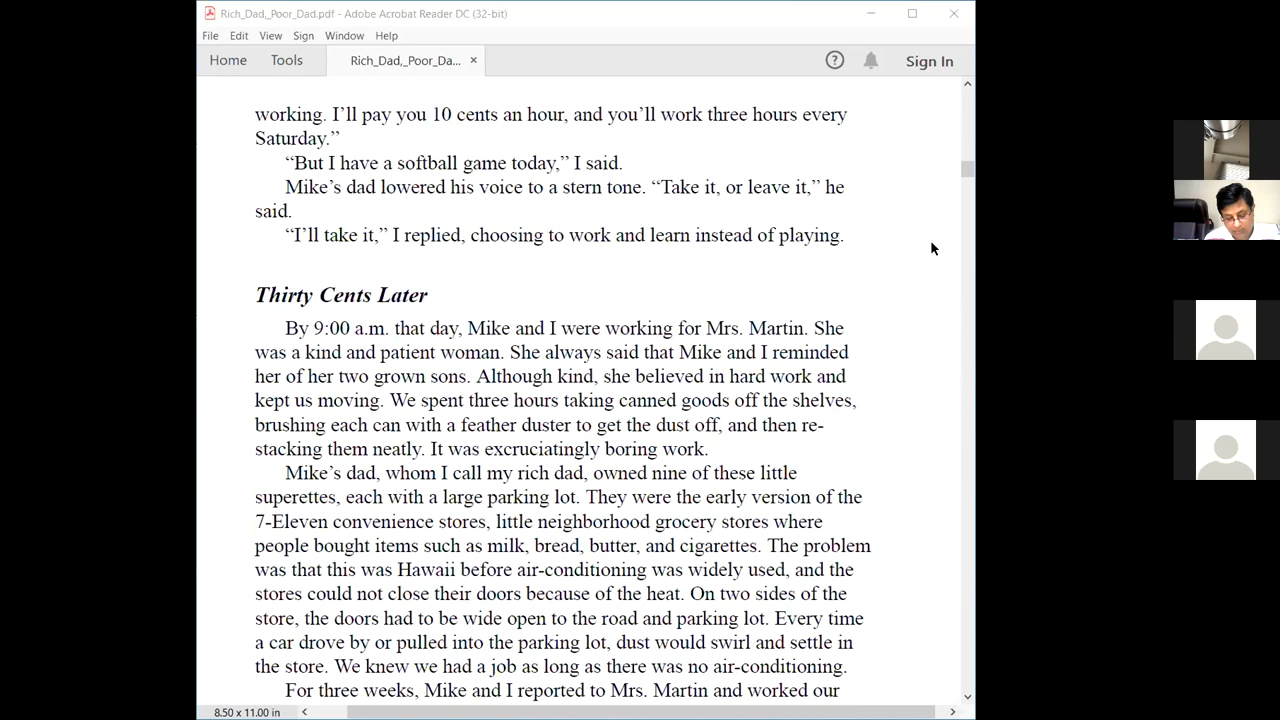 Rich_Dad,_Poor_Dad.pdf - Adobe Acrobat Reader DC (32-bit)
File Edit View Sign Window Help
Home Tools Rich_Dad,_Poor_Da... × Sign In
working. I’ll pay you 10 cents an hour, and you’ll work three hours every
Saturday.”
“But I have a softball game today,” I said.
Mike’s dad lowered his voice to a stern tone. “Take it, or leave it,” he
said.
“I’ll take it,” I replied, choosing to work and learn instead of playing.
Thirty Cents Later
By 9:00 a.m. that day, Mike and I were working for Mrs. Martin. She
was a kind and patient woman. She always said that Mike and I reminded
her of her two grown sons. Although kind, she believed in hard work and
kept us moving. We spent three hours taking canned goods off the shelves,
brushing each can with a feather duster to get the dust off, and then re-
stacking them neatly. It was excruciatingly boring work.
Mike’s dad, whom I call my rich dad, owned nine of these little
superettes, each with a large parking lot. They were the early version of the
7-Eleven convenience stores, little neighborhood grocery stores where
people bought items such as milk, bread, butter, and cigarettes. The problem
was that this was Hawaii before air-conditioning was widely used, and the
stores could not close their doors because of the heat. On two sides of the
store, the doors had to be wide open to the road and parking lot. Every time
a car drove by or pulled into the parking lot, dust would swirl and settle in
the store. We knew we had a job as long as there was no air-conditioning.
For three weeks, Mike and I reported to Mrs. Martin and worked our
8.50 x 11.00 in